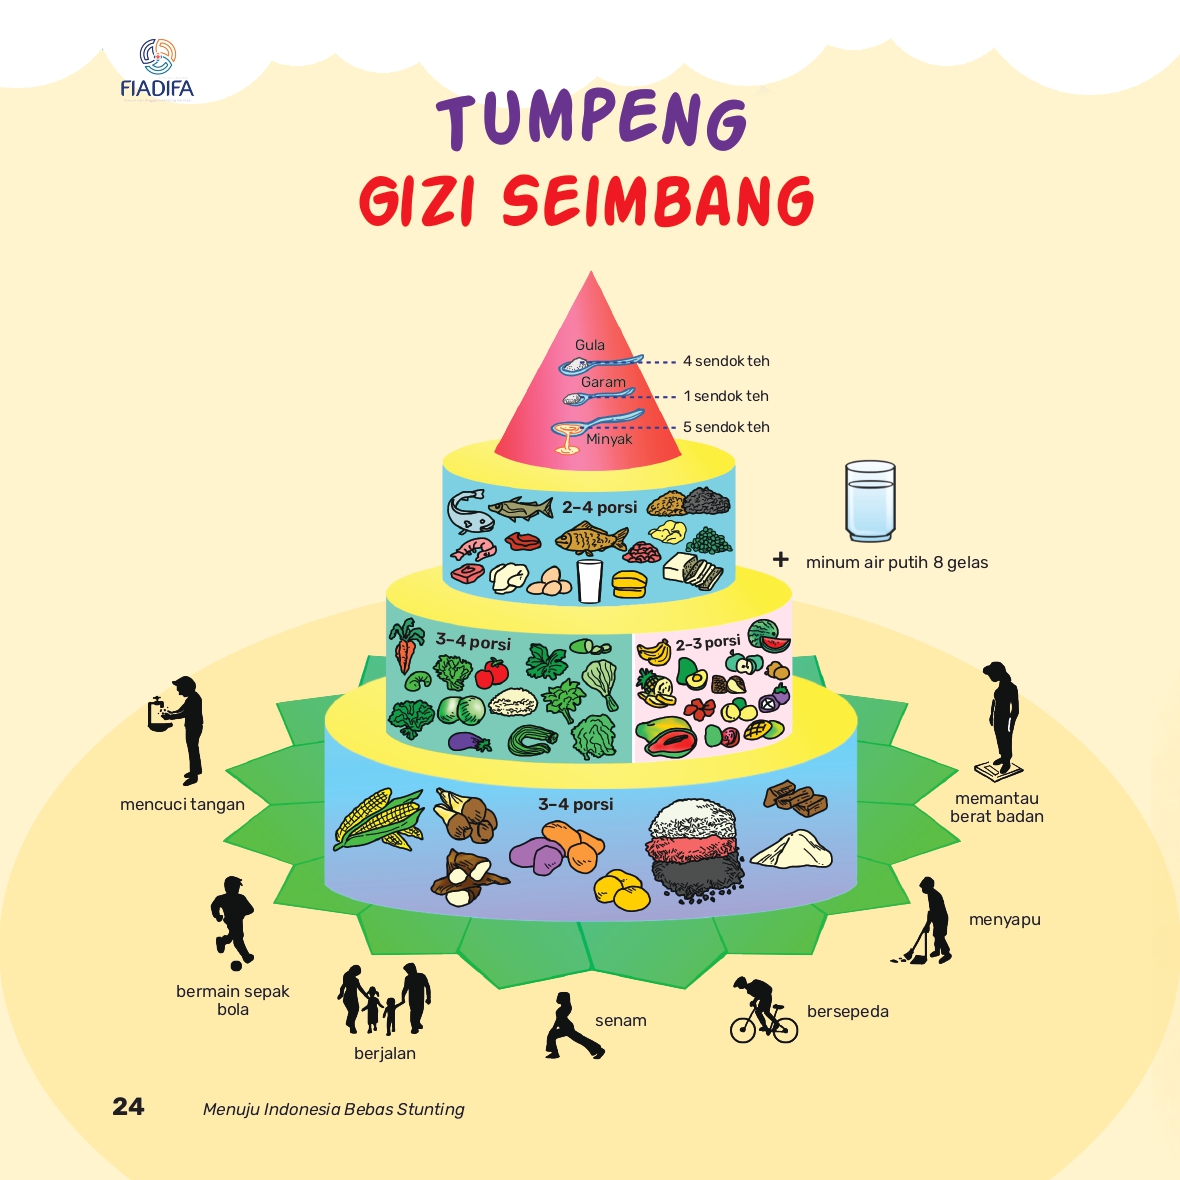 FIADIFA
TUMPENG
GIZI SEIMBANG
Gula
4 sendok teh
Garam
1 sendok teh
5 sendok teh
Minyak
2–4 porsi
+ minum air putih 8 gelas
3–4 porsi
2–3 porsi
3–4 porsi
mencuci tangan
memantau
berat badan
menyapu
bermain sepak
bola
bersepeda
senam
berjalan
24
Menuju Indonesia Bebas Stunting